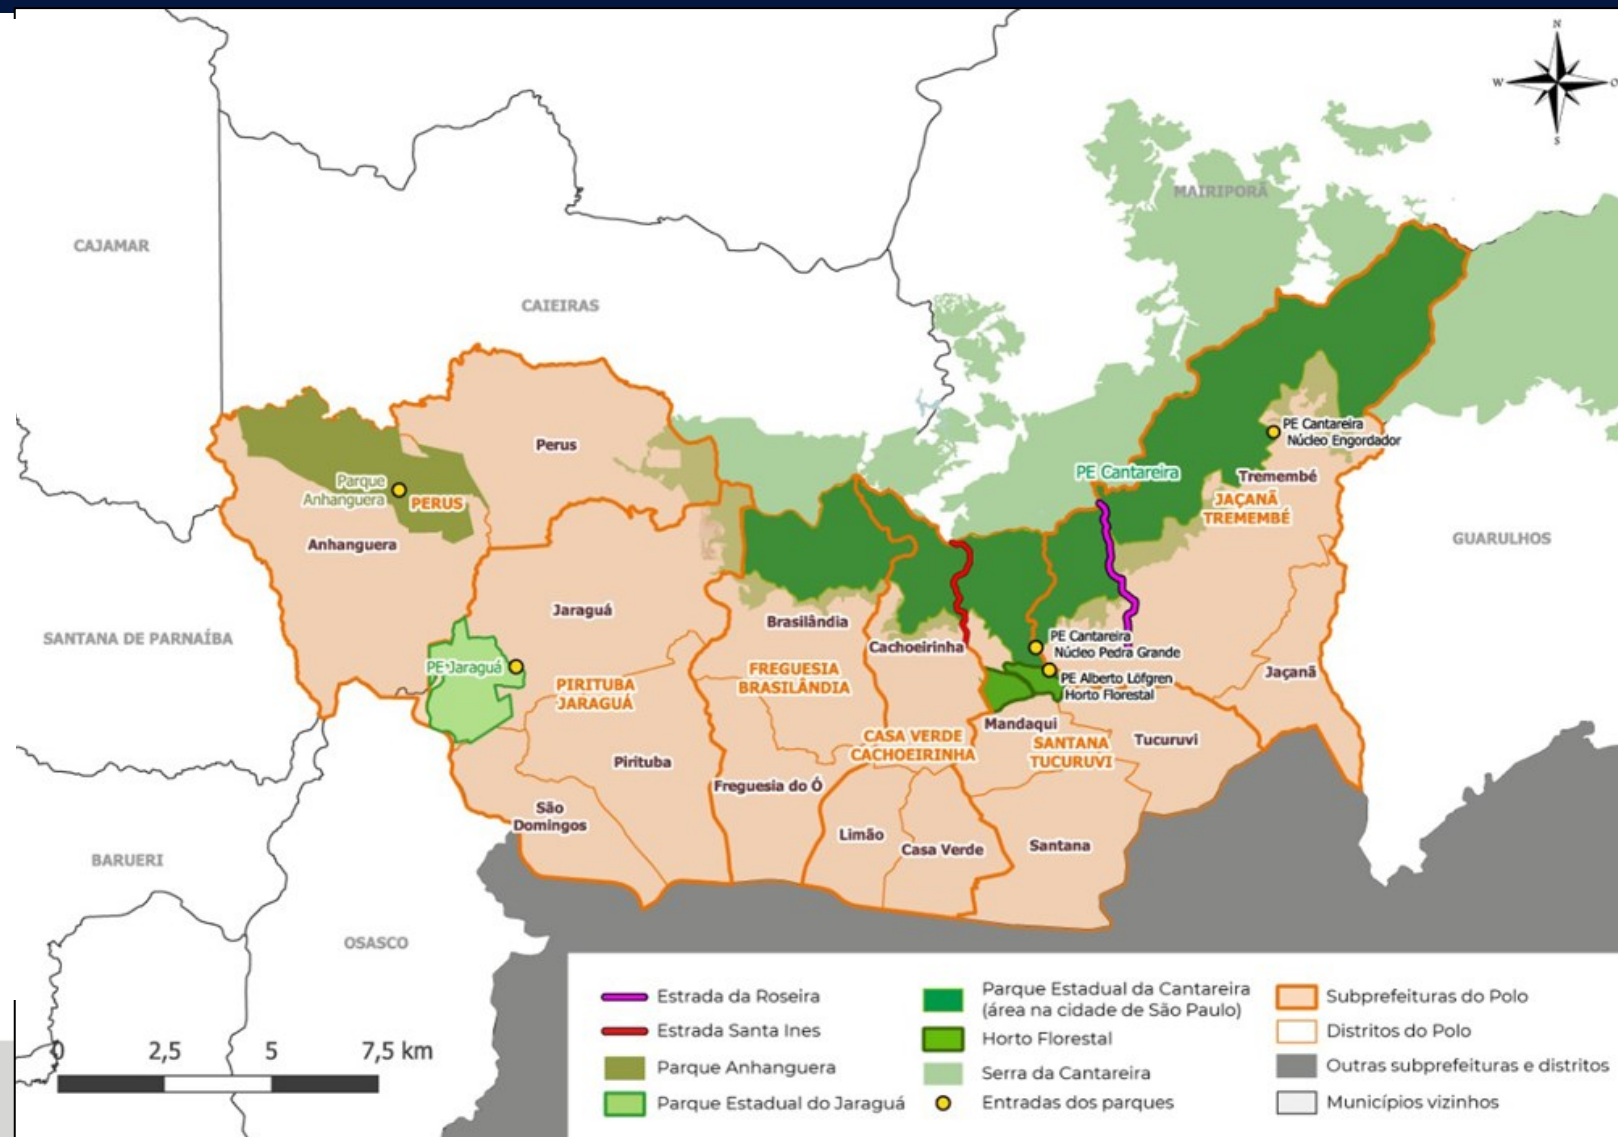 N
W
O
S
MAIRIPORÃ
CAJAMAR
CAIEIRAS
PE Cantareira
Núcleo Engordador
Perus
PE Cantareira
Tremembé
Parque
Anhanguera
PERUS
JAÇANÃ
TREMEMBÉ
Anhanguera
GUARULHOS
Jaraguá
Brasilândia
SANTANA DE PARNAÍBA
Cachoeirinha
PE Cantareira
Núcleo Pedra Grande
PE Jaraguá
FREGUESIA
BRASILÂNDIA
PE Alberto Löfgren
Horto Florestal
Jaçanã
PIRITUBA
JARAGUÁ
Mandaqui
CASA VERDE
CACHOEIRINHA
SANTANA
TUCURUVI
Tucuruvi
Pirituba
Freguesia do Ó
São
Domingos
Limão
Casa Verde
Santana
BARUERI
OSASCO
0 2,5 5 7,5 km
Estrada da Roseira
Estrada Santa Ines
Parque Anhanguera
Parque Estadual do Jaraguá
Parque Estadual da Cantareira
(área na cidade de São Paulo)
Horto Florestal
Serra da Cantareira
Entradas dos parques
Subprefeituras do Polo
Distritos do Polo
Outras subprefeituras e distritos
Municípios vizinhos